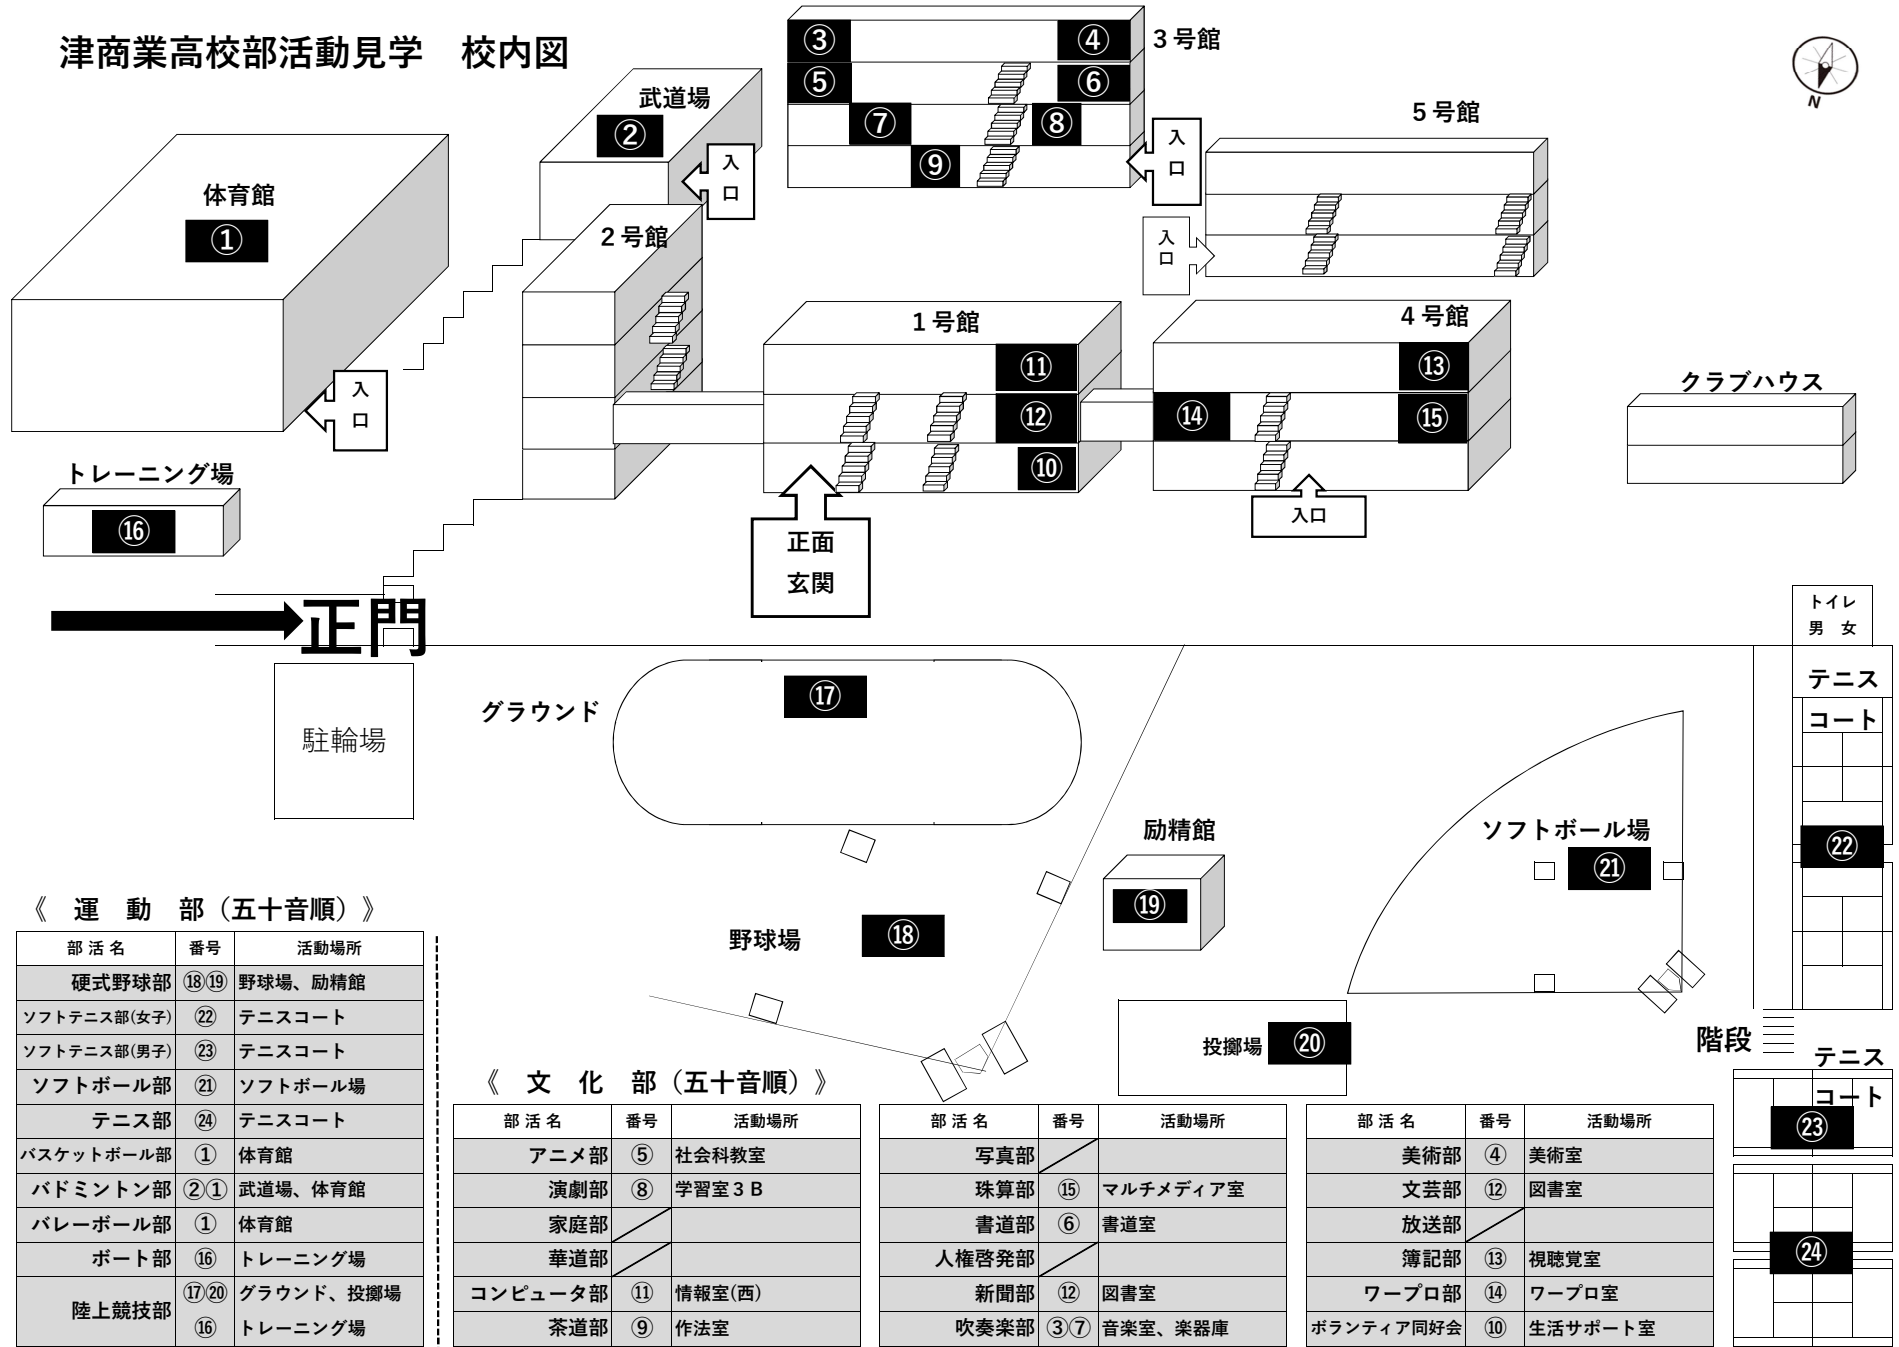 津商業高校部活動見学　校内図
③
④
３号館
⑤
⑥
⑦
⑧
⑨
入
口
N
武道場
②
入
口
５号館
入
口
体育館
①
入
口
２号館
１号館
⑪
⑫
⑩
正面
玄関
４号館
⑬
⑭
⑮
入口
クラブハウス
トレーニング場
⑯
正門
駐輪場
グラウンド
⑰
トイレ
男　女
テニス
コート
㉒
励精館
⑲
ソフトボール場
㉑
野球場
⑱
投擲場
⑳
階段
テニス
コート
㉓
㉔
《　運　動　部（五十音順）》
部 活 名　番号　活動場所
硬式野球部　⑱⑲　野球場、励精館
ソフトテニス部(女子)　㉒　テニスコート
ソフトテニス部(男子)　㉓　テニスコート
ソフトボール部　㉑　ソフトボール場
テニス部　㉔　テニスコート
バスケットボール部　①　体育館
バドミントン部　②①　武道場、体育館
バレーボール部　①　体育館
ボート部　⑯　トレーニング場
陸上競技部　⑰⑳　グラウンド、投擲場
⑯　トレーニング場
《　文　化　部（五十音順）》
部 活 名　番号　活動場所
アニメ部　⑤　社会科教室
演劇部　⑧　学習室３Ｂ
家庭部
華道部
コンピュータ部　⑪　情報室(西)
茶道部　⑨　作法室
部 活 名　番号　活動場所
写真部
珠算部　⑮　マルチメディア室
書道部　⑥　書道室
人権啓発部
新聞部　⑫　図書室
吹奏楽部　③⑦　音楽室、楽器庫
部 活 名　番号　活動場所
美術部　④　美術室
文芸部　⑫　図書室
放送部
簿記部　⑬　視聴覚室
ワープロ部　⑭　ワープロ室
ボランティア同好会　⑩　生活サポート室